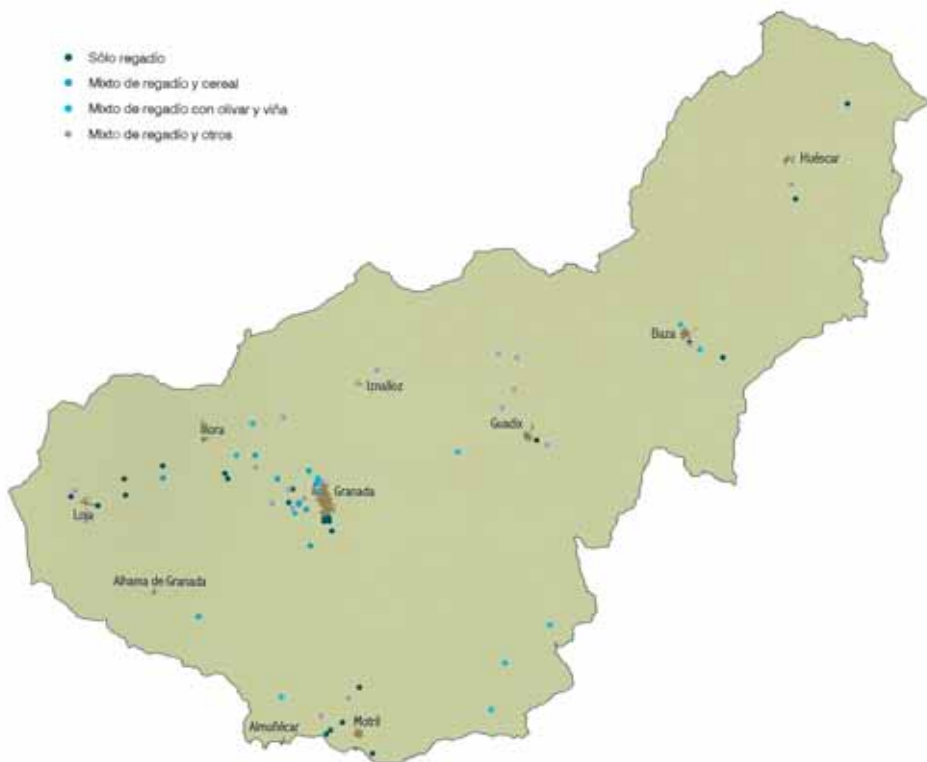 Sólo regadío
Mixto de regadío y cereal
Mixto de regadío con olivar y viña
Mixto de regadío y otros
Huéscar
Baza
Iznalloz
Íllora
Guadix
Granada
Loja
Alhama de Granada
Almuñécar
Motril